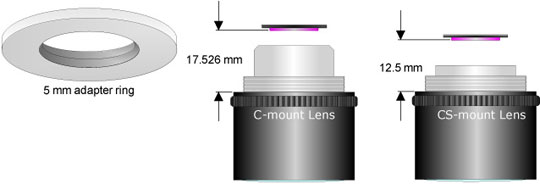 5 mm adapter ring
17.526 mm
C-mount Lens
12.5 mm
CS-mount Lens